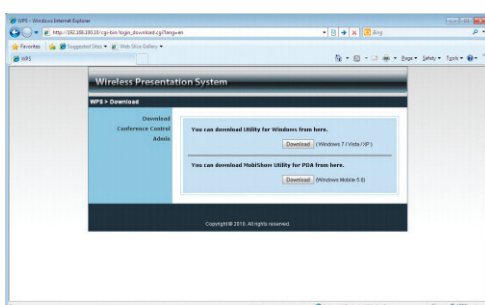 WPS - Windows Internet Explorer
http://192.168.100.10/cgi-bin/login_download.cgi?lang=en
Bing
Favorites
Suggested Sites
Web Slice Gallery
WPS
Page
Safety
Tools
Wireless Presentation System
WPS > Download
Download
Conference Control
Admin
You can download Utility for Windows from here.
Download (Windows 7 / Vista / XP)
You can download MobiShow Utility for PDA from here.
Download (Windows Mobile 5.0)
Copyright © 2010. All rights reserved.